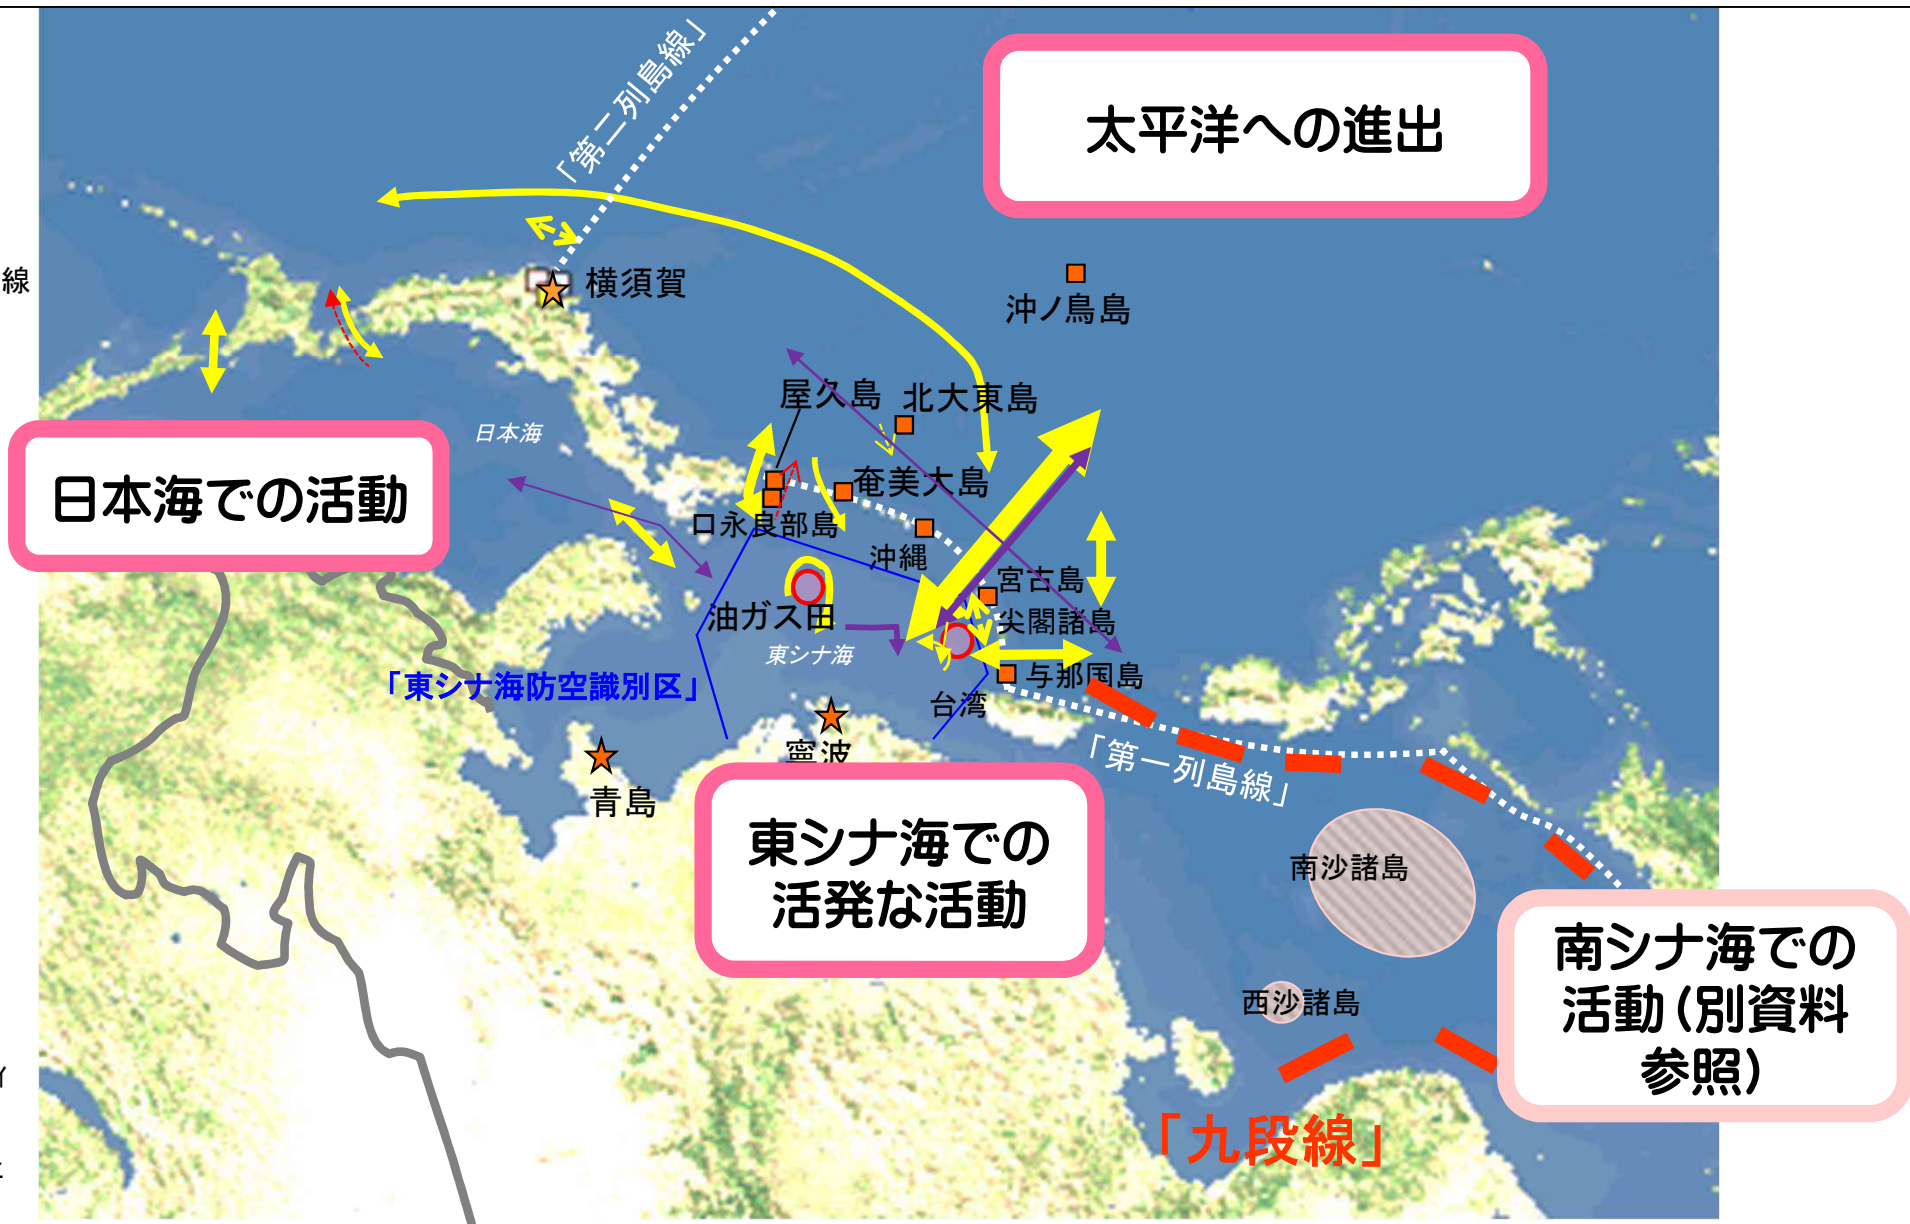 「第二列島線」
太平洋への進出
線
横須賀
沖ノ鳥島
屋久島
北大東島
日本海
日本海での活動
奄美大島
口永良部島
沖縄
宮古島
油ガス田
尖閣諸島
東シナ海
与那国島
「東シナ海防空識別区」
台湾
寧波
「第一列島線」
青島
東シナ海での
活発な活動
南沙諸島
南シナ海での
活動(別資料
参照)
西沙諸島
「九段線」